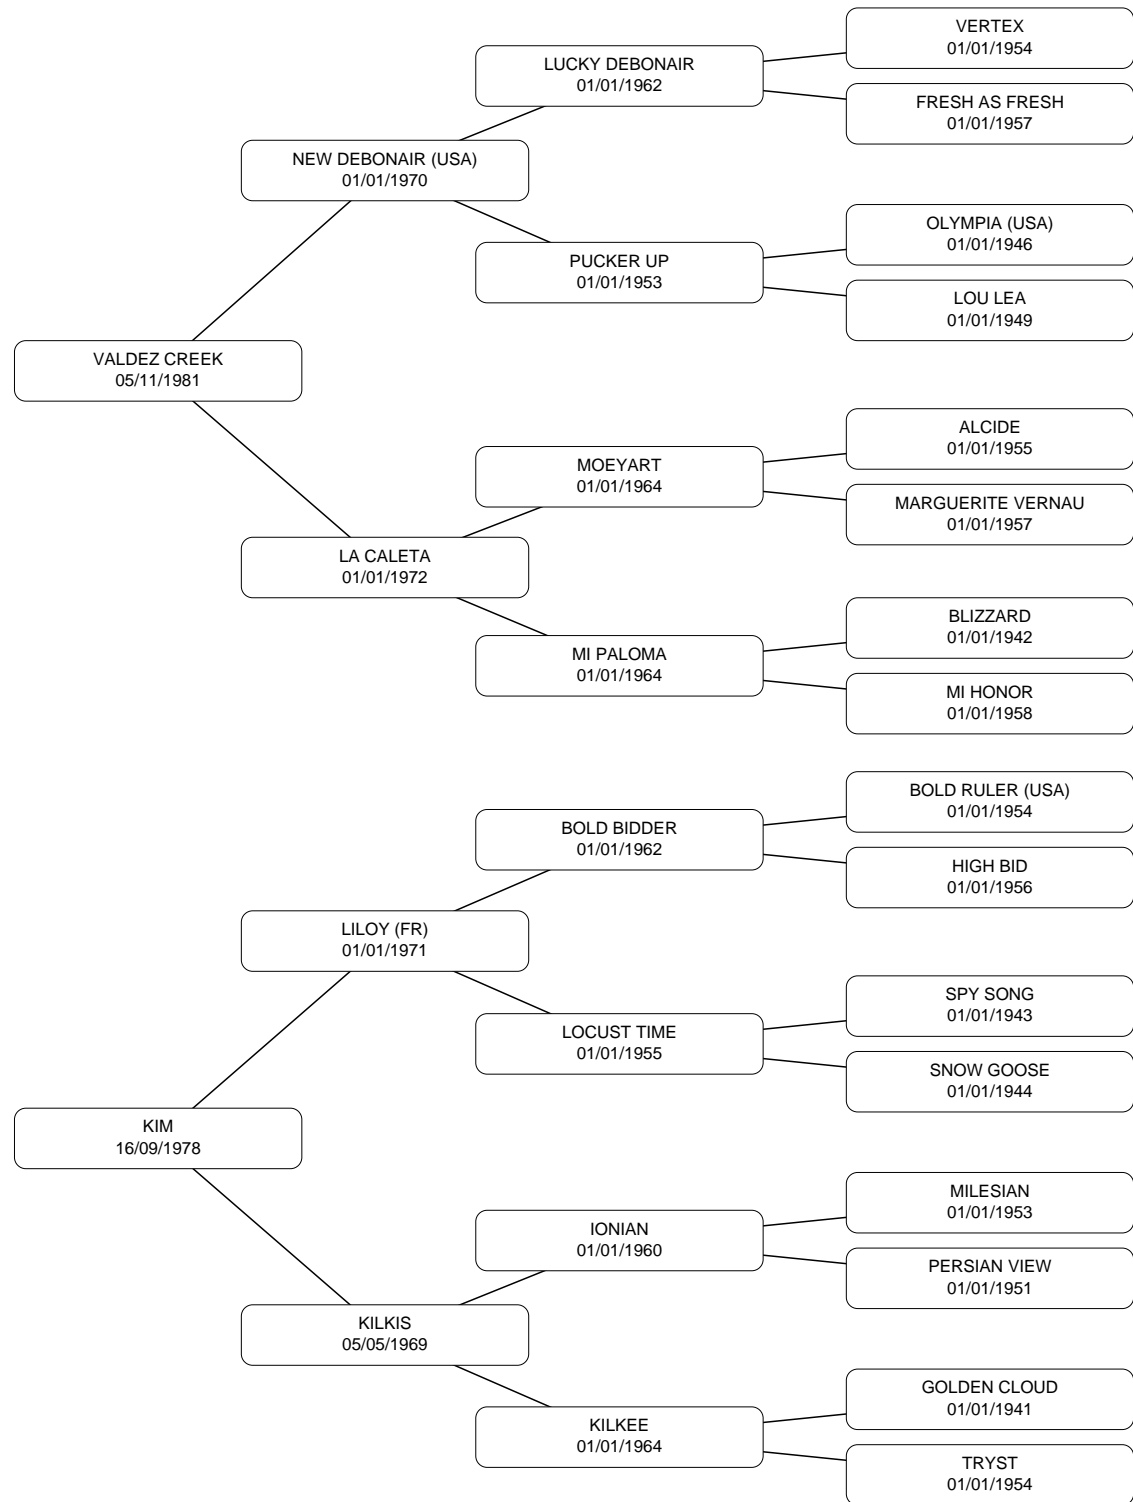 VERTEX
01/01/1954
LUCKY DEBONAIR
01/01/1962
FRESH AS FRESH
01/01/1957
NEW DEBONAIR (USA)
01/01/1970
OLYMPIA (USA)
01/01/1946
PUCKER UP
01/01/1953
LOU LEA
01/01/1949
VALDEZ CREEK
05/11/1981
ALCIDE
01/01/1955
MOEYART
01/01/1964
MARGUERITE VERNAU
01/01/1957
LA CALETA
01/01/1972
BLIZZARD
01/01/1942
MI PALOMA
01/01/1964
MI HONOR
01/01/1958
BOLD RULER (USA)
01/01/1954
BOLD BIDDER
01/01/1962
HIGH BID
01/01/1956
LILOY (FR)
01/01/1971
SPY SONG
01/01/1943
LOCUST TIME
01/01/1955
SNOW GOOSE
01/01/1944
KIM
16/09/1978
MILESIAN
01/01/1953
IONIAN
01/01/1960
PERSIAN VIEW
01/01/1951
KILKIS
05/05/1969
GOLDEN CLOUD
01/01/1941
KILKEE
01/01/1964
TRYST
01/01/1954